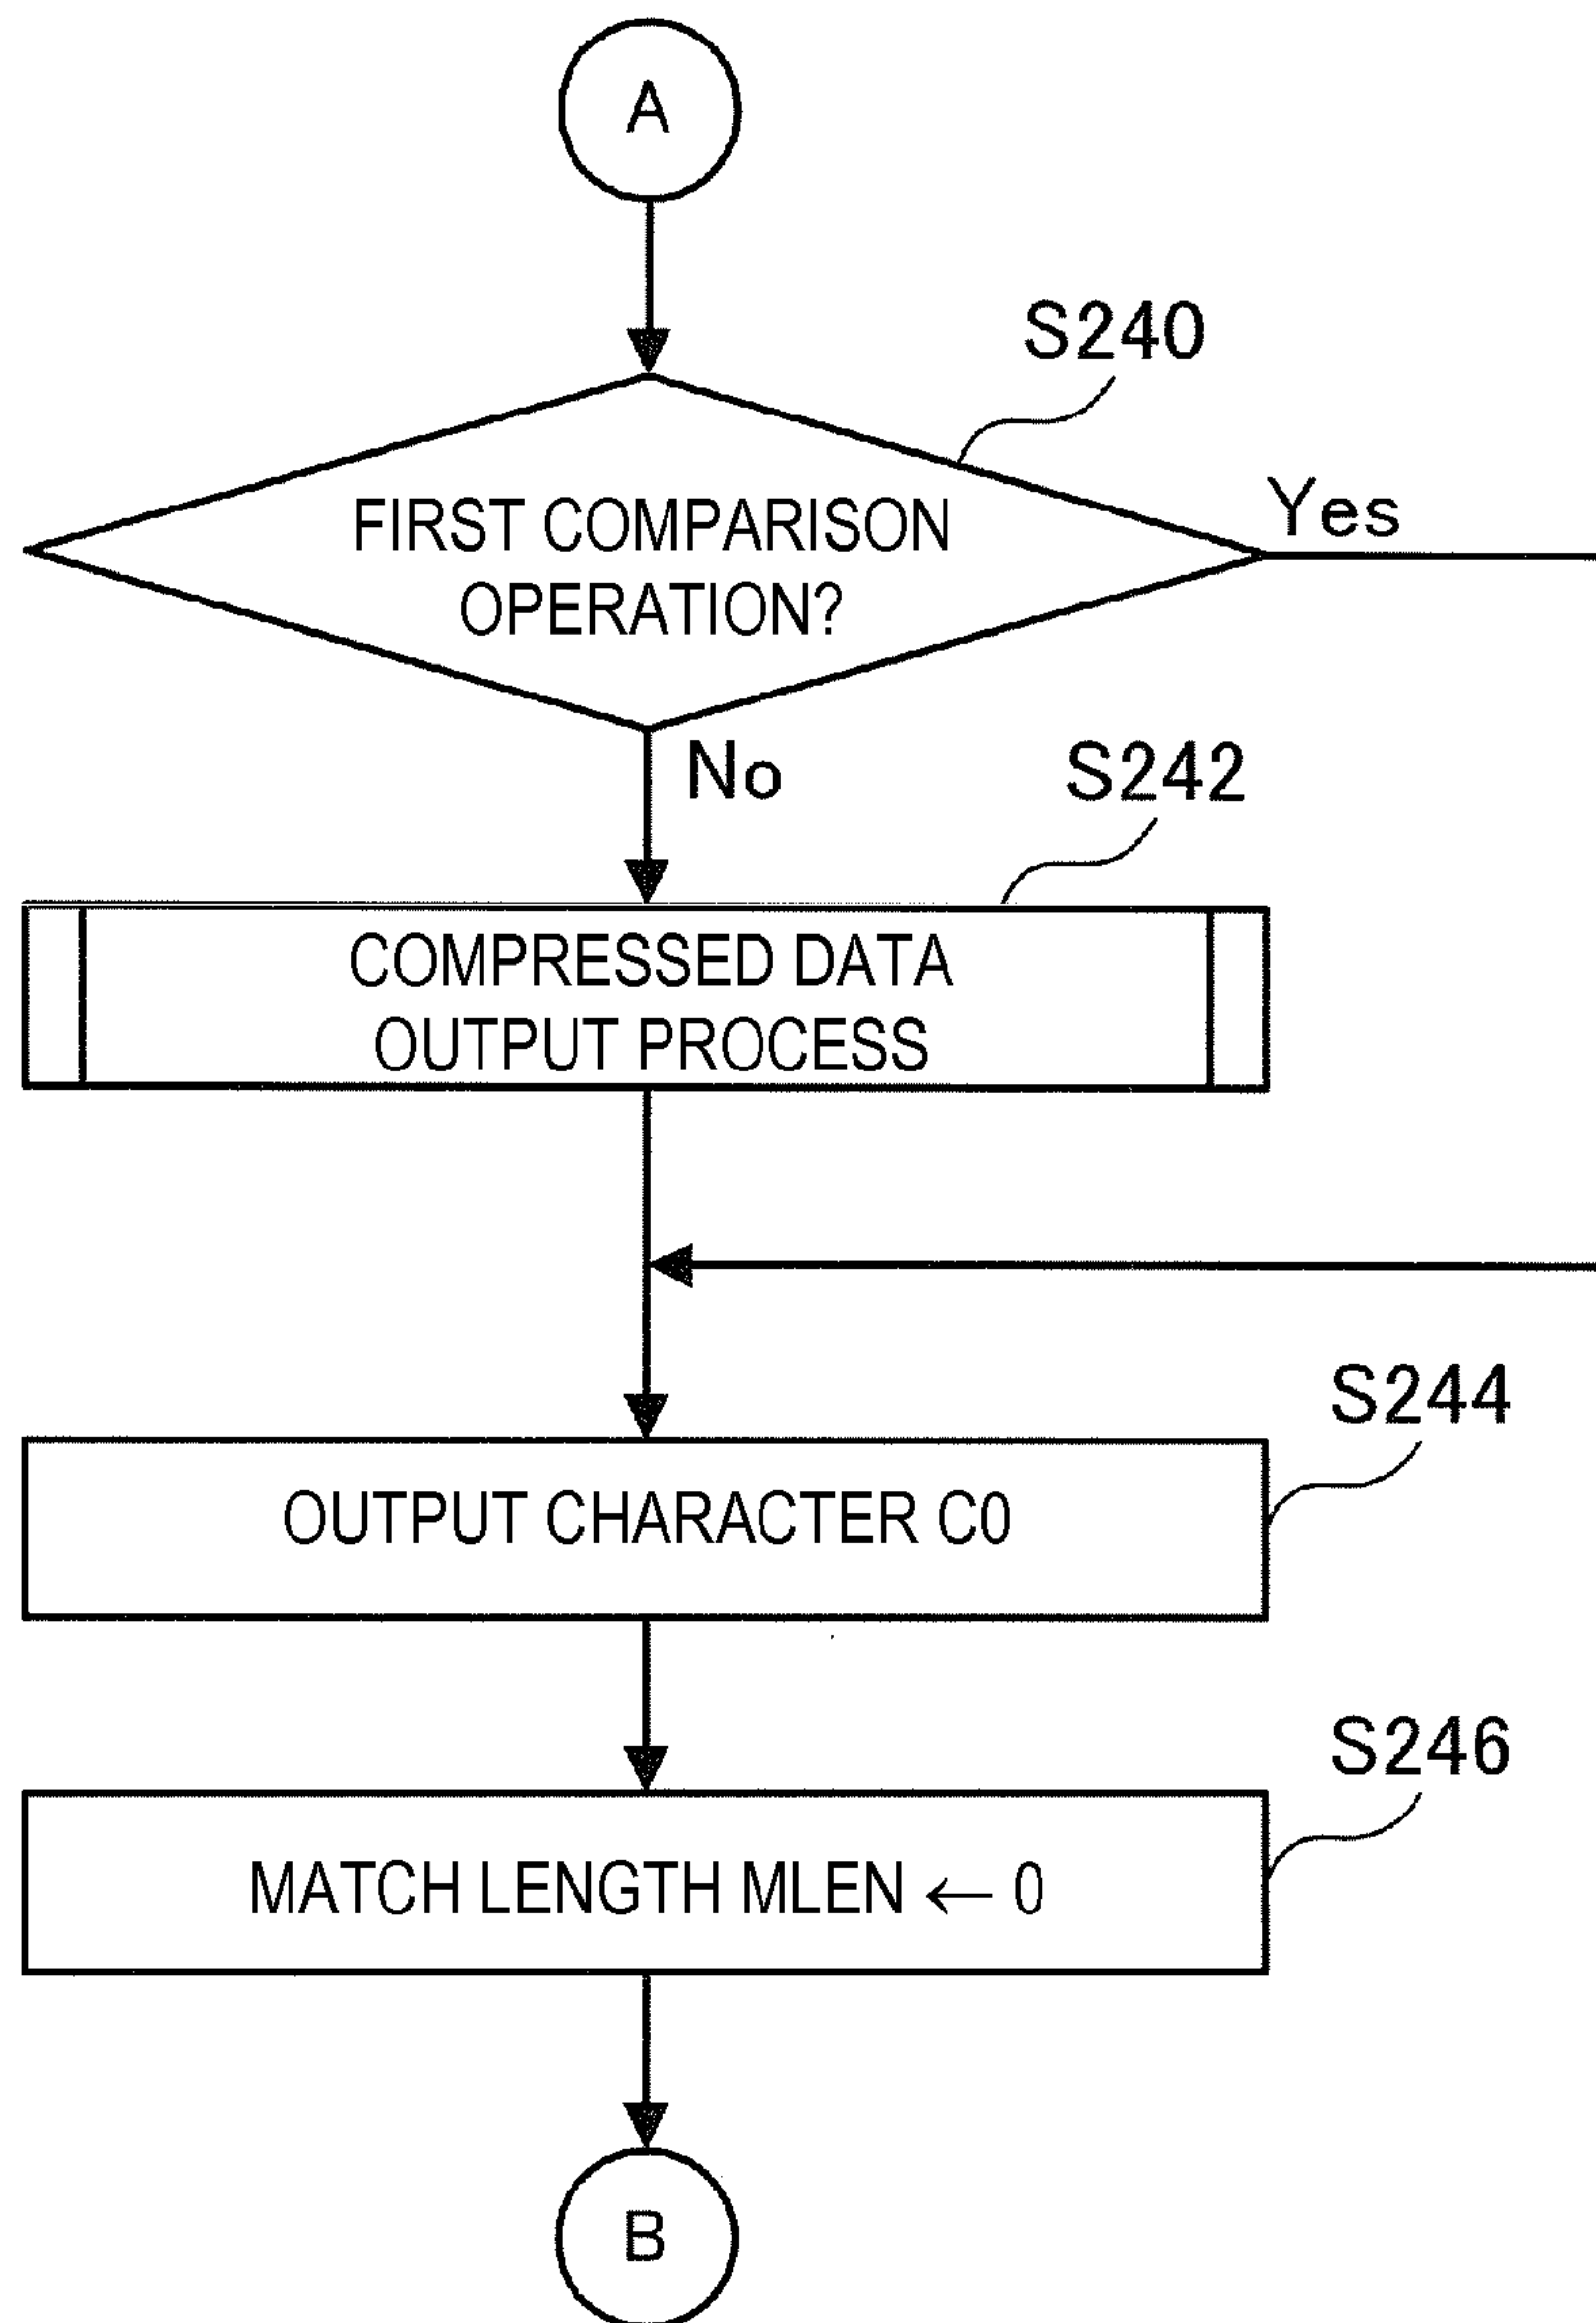 A
S240
FIRST COMPARISON
OPERATION?
Yes
No
S242
COMPRESSED DATA
OUTPUT PROCESS
S244
OUTPUT CHARACTER C0
S246
MATCH LENGTH MLEN ← 0
B